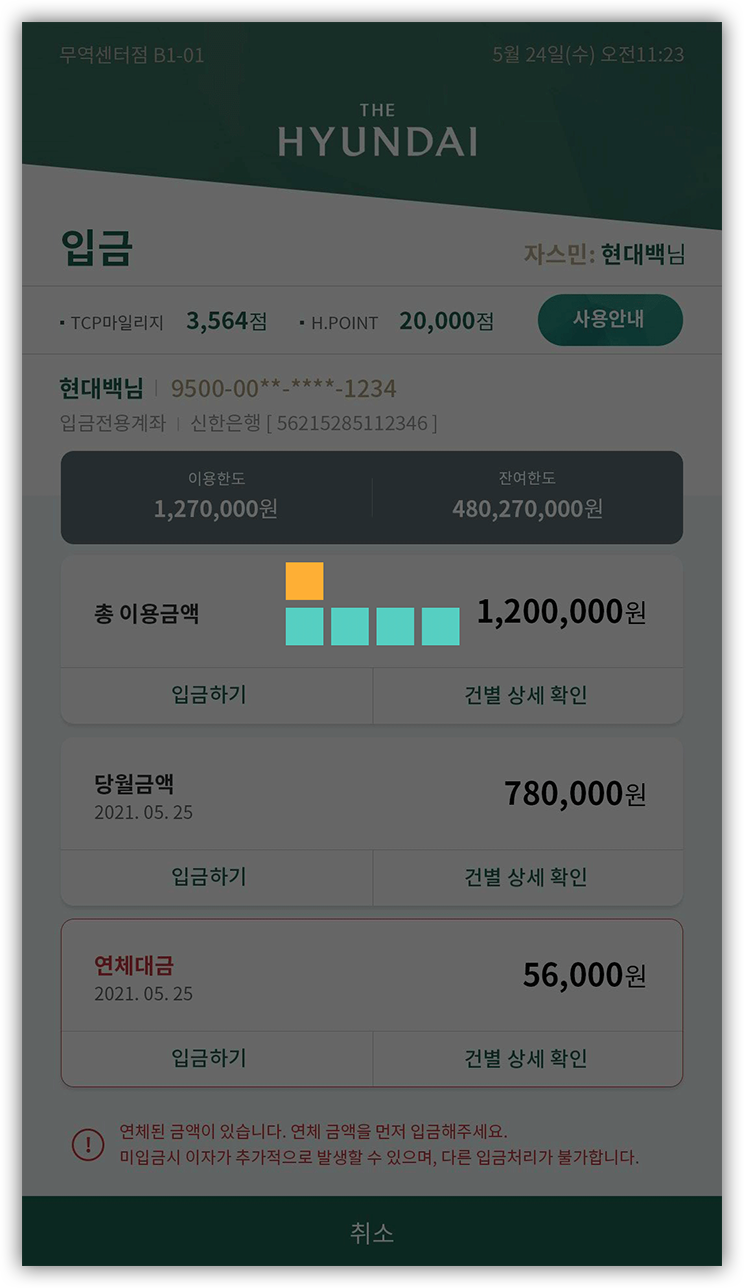 무역센터점 B1-01
5월 24일(수) 오전11:23
THE
HYUNDAI
입금
자스민: 현대백님
• TCP마일리지 3,564점 • H.POINT 20,000점 사용안내
현대백님 | 9500-00**-****-1234
입금전용계좌 | 신한은행 [ 56215285112346 ]
이용한도 잔여한도
1,270,000원 480,270,000원
총 이용금액 1,200,000원
입금하기 건별 상세 확인
당월금액 780,000원
2021. 05. 25
입금하기 건별 상세 확인
연체대금 56,000원
2021. 05. 25
입금하기 건별 상세 확인
! 연체된 금액이 있습니다. 연체 금액을 먼저 입금해주세요.
미입금시 이자가 추가적으로 발생할 수 있으며, 다른 입금처리가 불가합니다.
취소